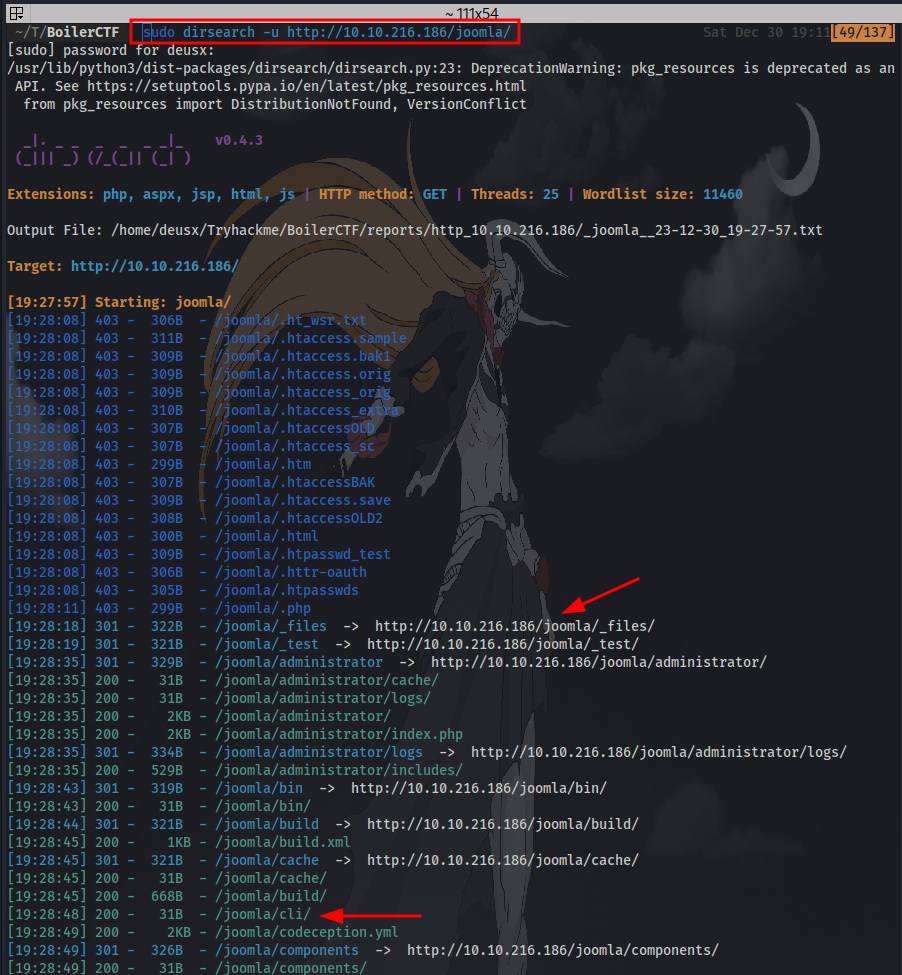 ~ 111x54
~/T/BoilerCTF sudo dirsearch -u http://10.10.216.186/joomla/ Sat Dec 30 19:11 [49/137]
[sudo] password for deusx:
/usr/lib/python3/dist-packages/dirsearch/dirsearch.py:23: DeprecationWarning: pkg_resources is deprecated as an
API. See https://setuptools.pypa.io/en/latest/pkg_resources.html
from pkg_resources import DistributionNotFound, VersionConflict
_|. _ _  _  _  _ _|_    v0.4.3
(_||| _) (/_(_|| (_| )
Extensions: php, aspx, jsp, html, js | HTTP method: GET | Threads: 25 | Wordlist size: 11460
Output File: /home/deusx/Tryhackme/BoilerCTF/reports/http_10.10.216.186/_joomla__23-12-30_19-27-57.txt
Target: http://10.10.216.186/
[19:27:57] Starting: joomla/
[19:28:08] 403 -  306B  - /joomla/.ht_wsr.txt
[19:28:08] 403 -  311B  - /joomla/.htaccess.sample
[19:28:08] 403 -  309B  - /joomla/.htaccess.bak1
[19:28:08] 403 -  309B  - /joomla/.htaccess.orig
[19:28:08] 403 -  309B  - /joomla/.htaccess_orig
[19:28:08] 403 -  310B  - /joomla/.htaccess_extra
[19:28:08] 403 -  307B  - /joomla/.htaccessOLD
[19:28:08] 403 -  307B  - /joomla/.htaccess_sc
[19:28:08] 403 -  299B  - /joomla/.htm
[19:28:08] 403 -  307B  - /joomla/.htaccessBAK
[19:28:08] 403 -  309B  - /joomla/.htaccess.save
[19:28:08] 403 -  308B  - /joomla/.htaccessOLD2
[19:28:08] 403 -  300B  - /joomla/.html
[19:28:08] 403 -  309B  - /joomla/.htpasswd_test
[19:28:08] 403 -  306B  - /joomla/.httr-oauth
[19:28:08] 403 -  305B  - /joomla/.htpasswds
[19:28:11] 403 -  299B  - /joomla/.php
[19:28:18] 301 -  322B  - /joomla/_files  ->  http://10.10.216.186/joomla/_files/
[19:28:19] 301 -  321B  - /joomla/_test  ->  http://10.10.216.186/joomla/_test/
[19:28:35] 301 -  329B  - /joomla/administrator  ->  http://10.10.216.186/joomla/administrator/
[19:28:35] 200 -   31B  - /joomla/administrator/cache/
[19:28:35] 200 -   31B  - /joomla/administrator/logs/
[19:28:35] 200 -    2KB - /joomla/administrator/
[19:28:35] 200 -    2KB - /joomla/administrator/index.php
[19:28:35] 301 -  334B  - /joomla/administrator/logs  ->  http://10.10.216.186/joomla/administrator/logs/
[19:28:35] 200 -  529B  - /joomla/administrator/includes/
[19:28:43] 301 -  319B  - /joomla/bin  ->  http://10.10.216.186/joomla/bin/
[19:28:43] 200 -   31B  - /joomla/bin/
[19:28:44] 301 -  321B  - /joomla/build  ->  http://10.10.216.186/joomla/build/
[19:28:45] 200 -    1KB - /joomla/build.xml
[19:28:45] 301 -  321B  - /joomla/cache  ->  http://10.10.216.186/joomla/cache/
[19:28:45] 200 -   31B  - /joomla/cache/
[19:28:45] 200 -  668B  - /joomla/build/
[19:28:48] 200 -   31B  - /joomla/cli/
[19:28:49] 200 -    2KB - /joomla/codeception.yml
[19:28:49] 301 -  326B  - /joomla/components  ->  http://10.10.216.186/joomla/components/
[19:28:49] 200 -   31B  - /joomla/components/